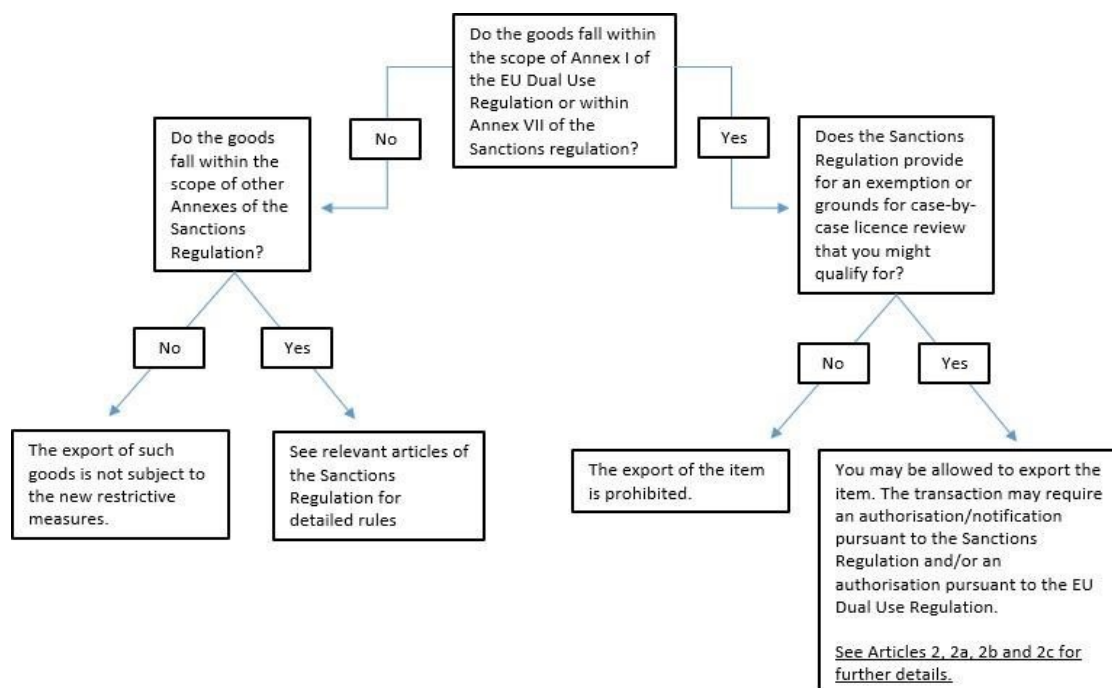 Do the goods fall within
the scope of Annex I of
the EU Dual Use
Regulation or within
Annex VII of the
Sanctions regulation?
No
Yes
Do the goods
fall within the
scope of other
Annexes of the
Sanctions
Regulation?
Does the Sanctions
Regulation provide
for an exemption or
grounds for case-by-
case licence review
that you might
qualify for?
No
Yes
No
Yes
The export of such
goods is not subject to
the new restrictive
measures.
See relevant articles of
the Sanctions
Regulation for
detailed rules
The export of the item
is prohibited.
You may be allowed to export the
item. The transaction may require
an authorisation/notification
pursuant to the Sanctions
Regulation and/or an
authorisation pursuant to the EU
Dual Use Regulation.
See Articles 2, 2a, 2b and 2c for
further details.